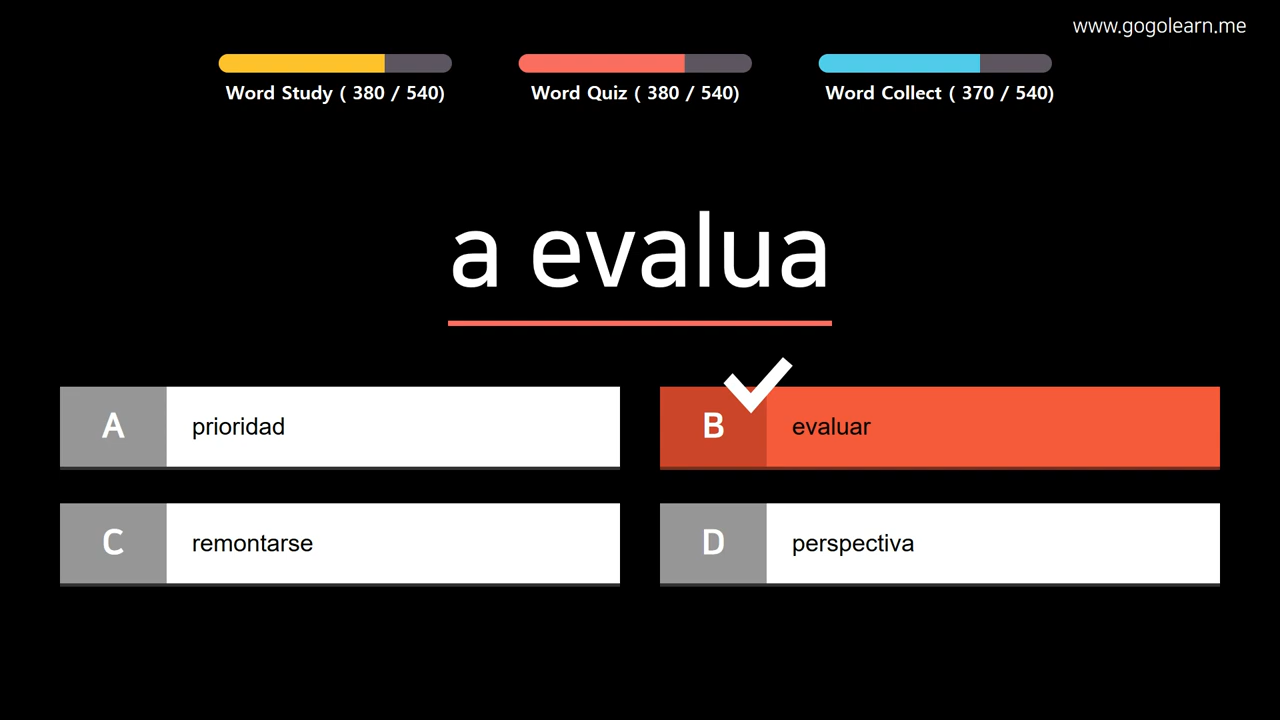 www.gogolearn.me
Word Study ( 380 / 540)
Word Quiz ( 380 / 540)
Word Collect ( 370 / 540)
a evalua
A prioridad
B evaluar
C remontarse
D perspectiva